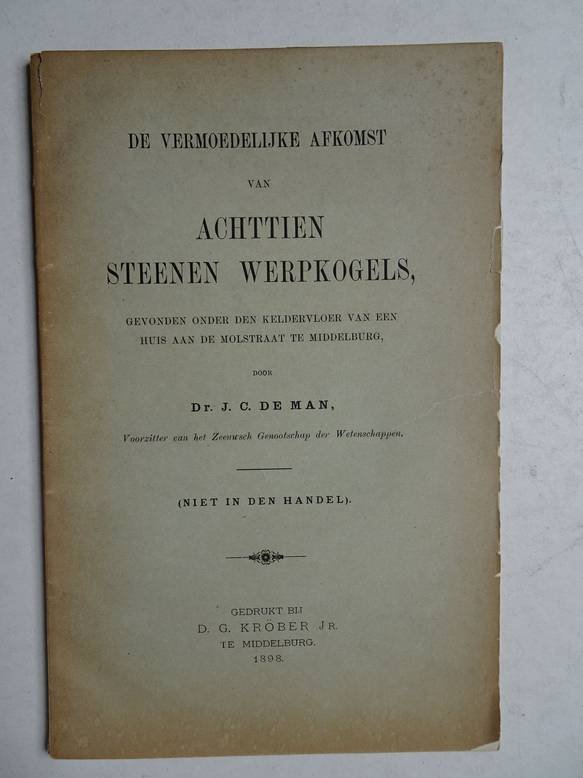 DE VERMOEDELIJKE AFKOMST
VAN
ACHTTIEN
STEENEN WERPKOGELS,
GEVONDEN ONDER DEN KELDERVLOER VAN EEN
HUIS AAN DE MOLSTRAAT TE MIDDELBURG,
DOOR
Dr. J. C. DE MAN,
Voorzitter van het Zeeuwsch Genootschap der Wetenschappen.
(NIET IN DEN HANDEL).
GEDRUKT BIJ
D. G. KRÖBER JR.
TE MIDDELBURG.
1898.